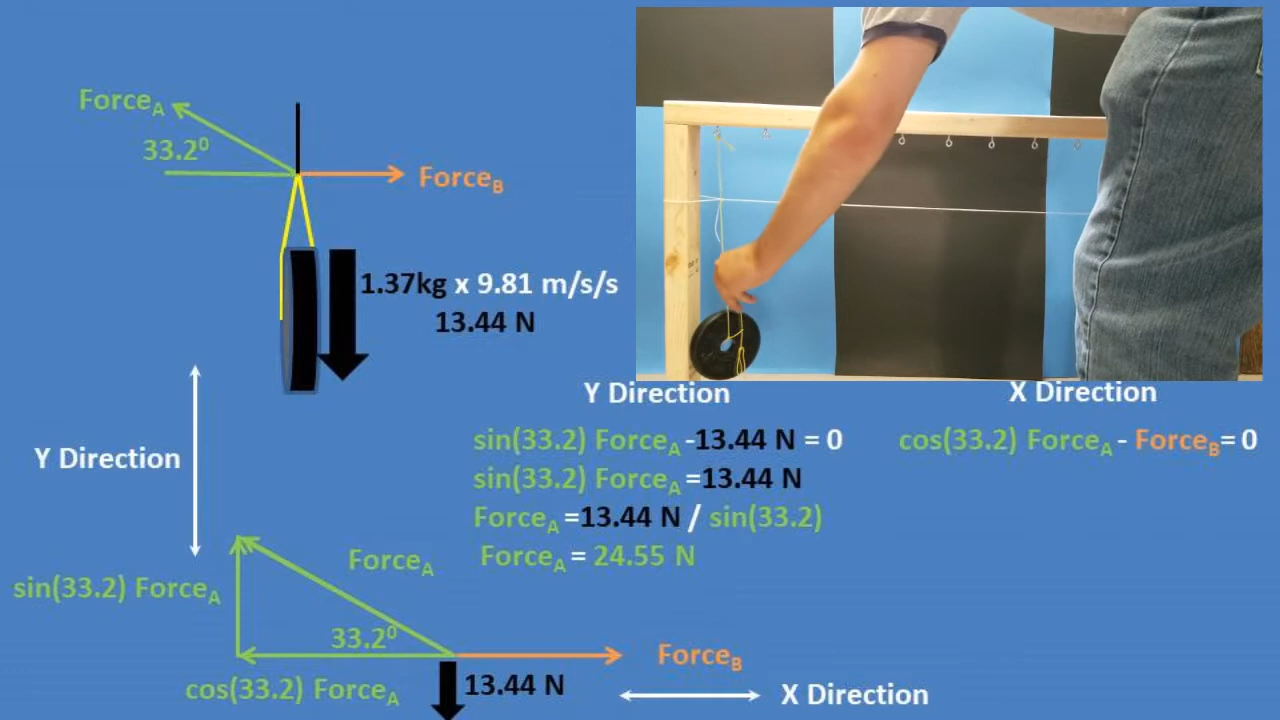 Force_A
33.2⁰
Force_B
1.37kg x 9.81 m/s/s
13.44 N
Y Direction
Y Direction
sin(33.2) Force_A -13.44 N = 0
sin(33.2) Force_A =13.44 N
Force_A =13.44 N / sin(33.2)
Force_A = 24.55 N
X Direction
cos(33.2) Force_A - Force_B= 0
Force_A
sin(33.2) Force_A
33.2⁰
Force_B
cos(33.2) Force_A
13.44 N
X Direction